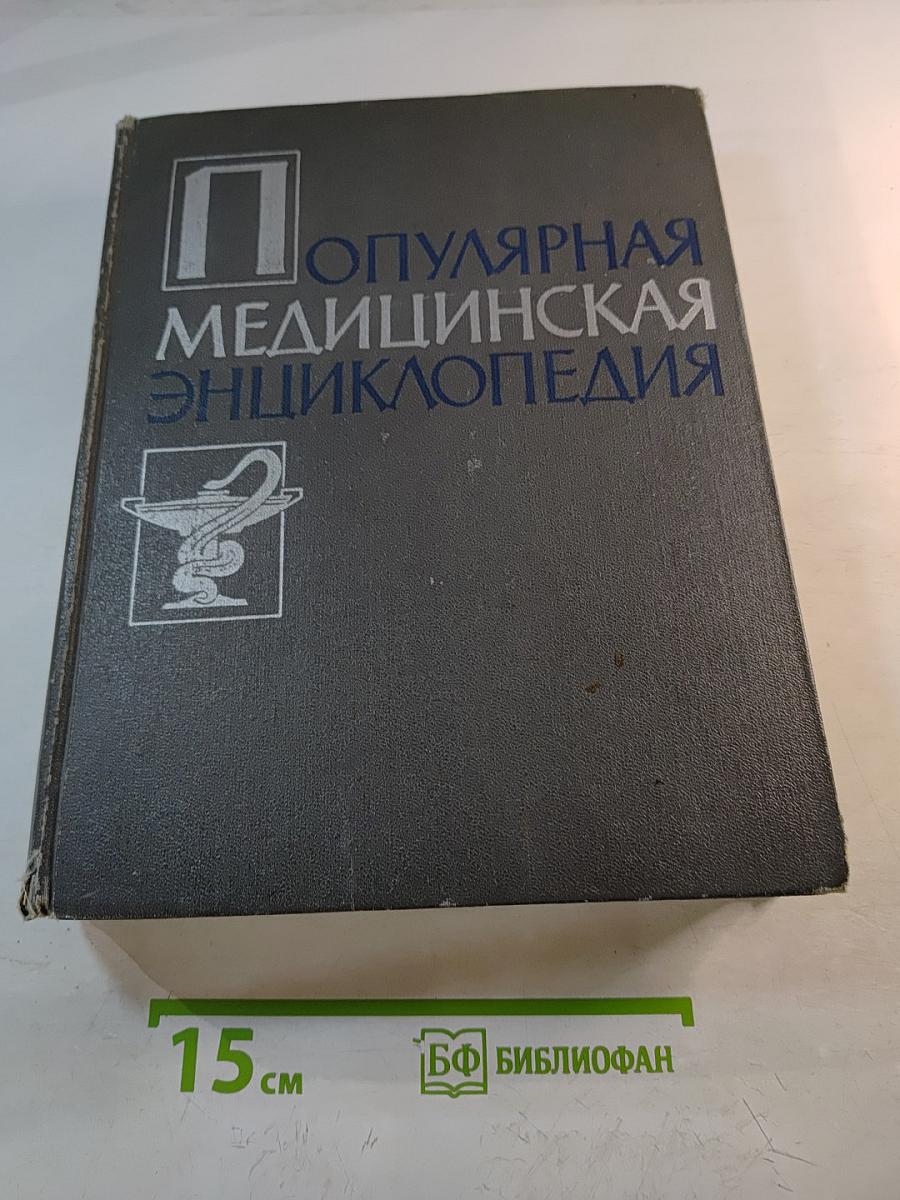 ПОПУЛЯРНАЯ
МЕДИЦИНСКАЯ
ЭНЦИКЛОПЕДИЯ
15 см
БФ БИБЛИОФАН